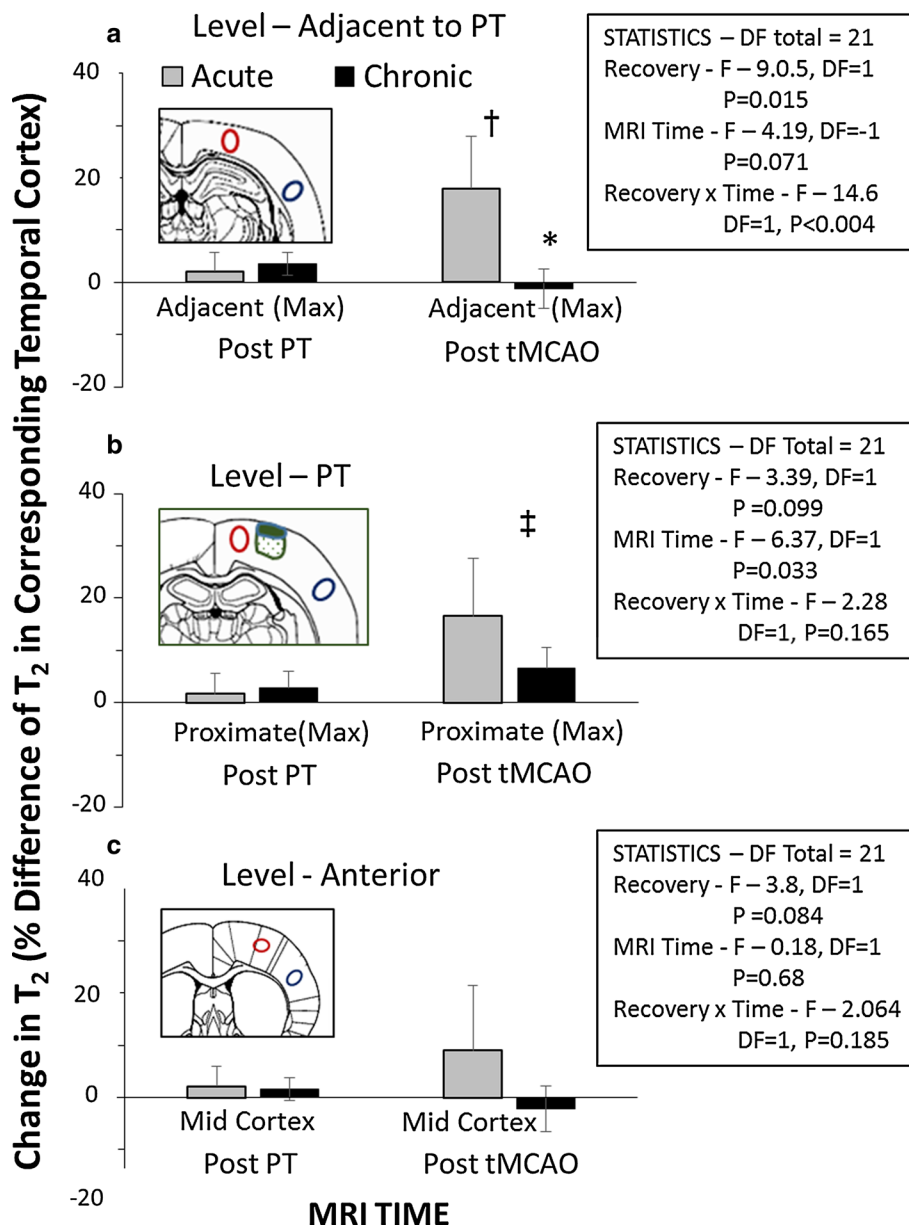 Change in T2 (% Difference of T2 in Corresponding Temporal Cortex)
a
Level – Adjacent to PT
Acute
Chronic
40
20
0
-20
†
*
Adjacent (Max)
Post PT
Adjacent (Max)
Post tMCAO
STATISTICS – DF total = 21
Recovery - F – 9.0.5, DF=1
P=0.015
MRI Time - F – 4.19, DF=-1
P=0.071
Recovery x Time - F – 14.6
DF=1, P<0.004
b
Level – PT
40
20
0
-20
‡
Proximate(Max)
Post PT
Proximate (Max)
Post tMCAO
STATISTICS – DF Total = 21
Recovery - F – 3.39, DF=1
P =0.099
MRI Time - F – 6.37, DF=1
P=0.033
Recovery x Time - F – 2.28
DF=1, P=0.165
c
Level - Anterior
40
20
0
-20
Mid Cortex
Post PT
Mid Cortex
Post tMCAO
STATISTICS – DF Total = 21
Recovery - F – 3.8, DF=1
P =0.084
MRI Time - F – 0.18, DF=1
P=0.68
Recovery x Time - F – 2.064
DF=1, P=0.185
MRI TIME